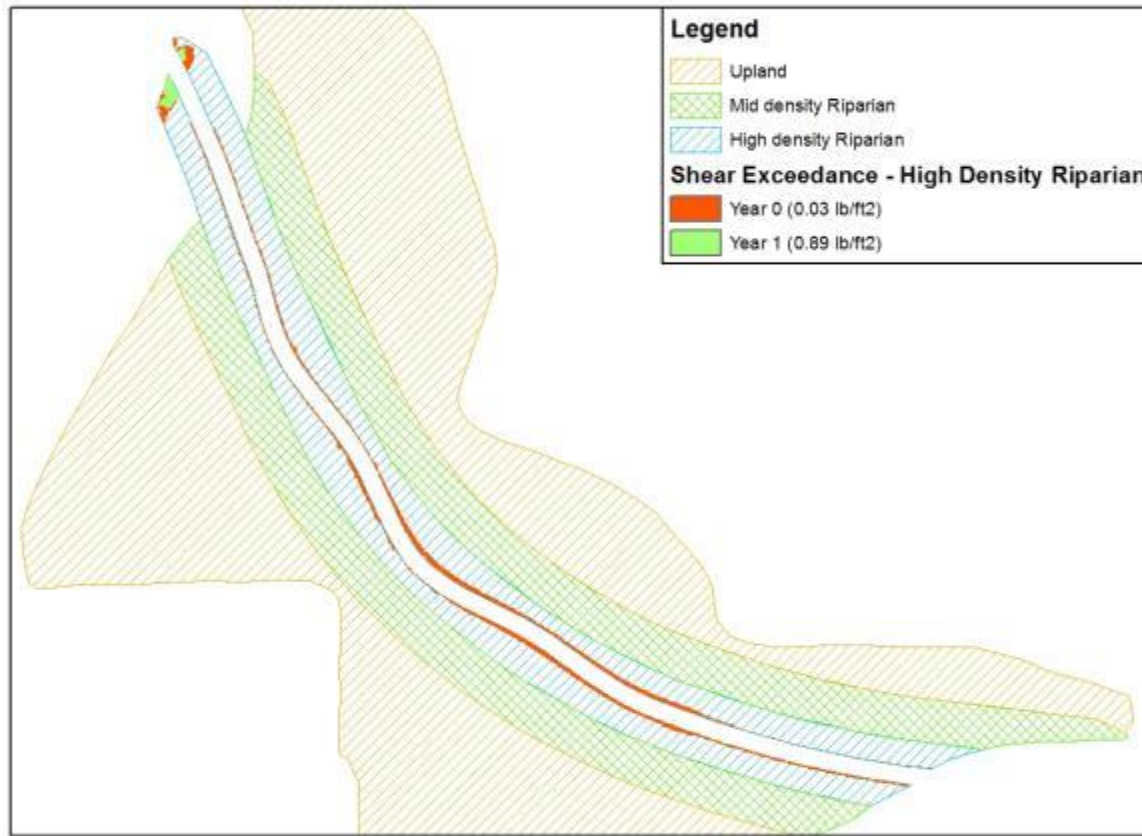 Legend
Upland
Mid density Riparian
High density Riparian
Shear Exceedance - High Density Riparian
Year 0 (0.03 lb/ft2)
Year 1 (0.89 lb/ft2)